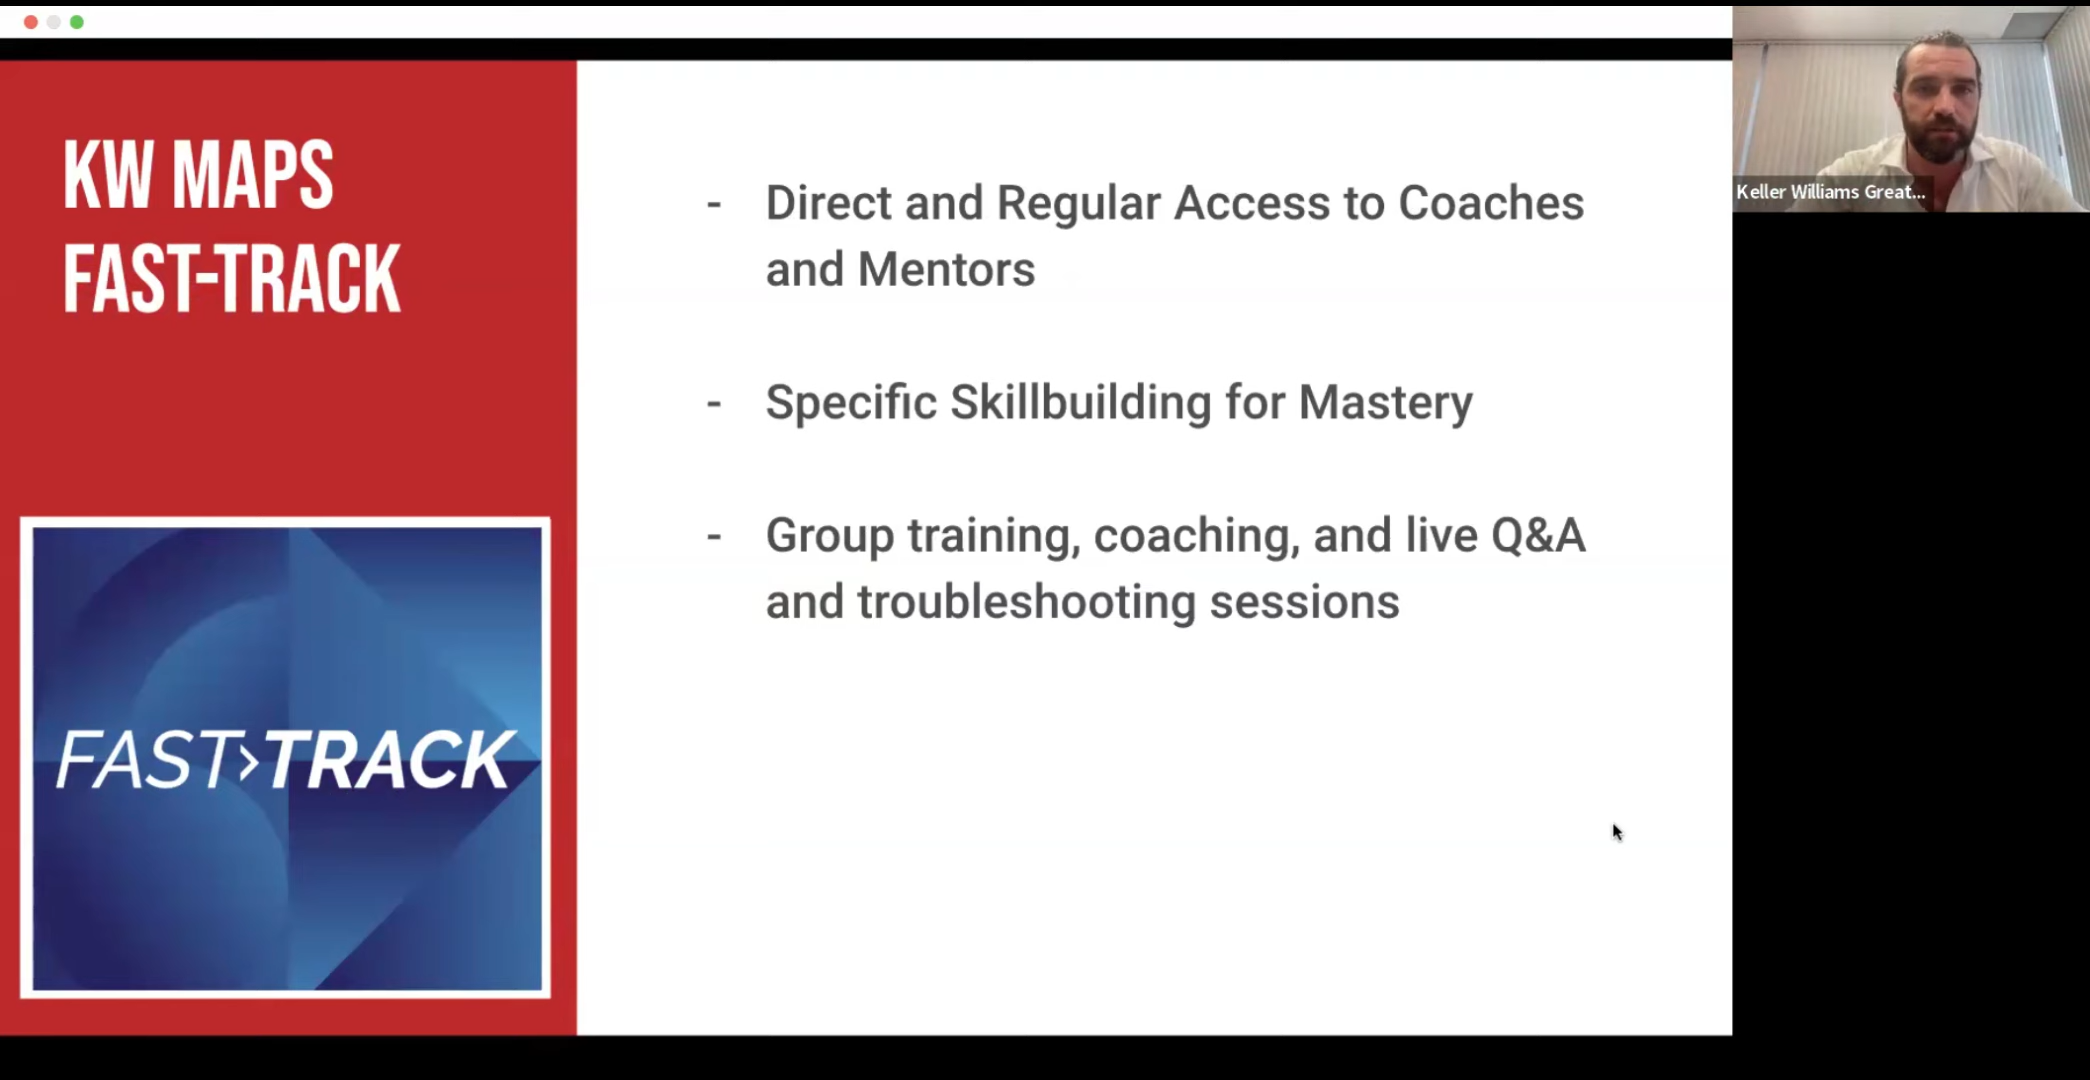 KW MAPS
FAST-TRACK
- Direct and Regular Access to Coaches
and Mentors
- Specific Skillbuilding for Mastery
- Group training, coaching, and live Q&A
and troubleshooting sessions
FAST>TRACK
Keller Williams Great...